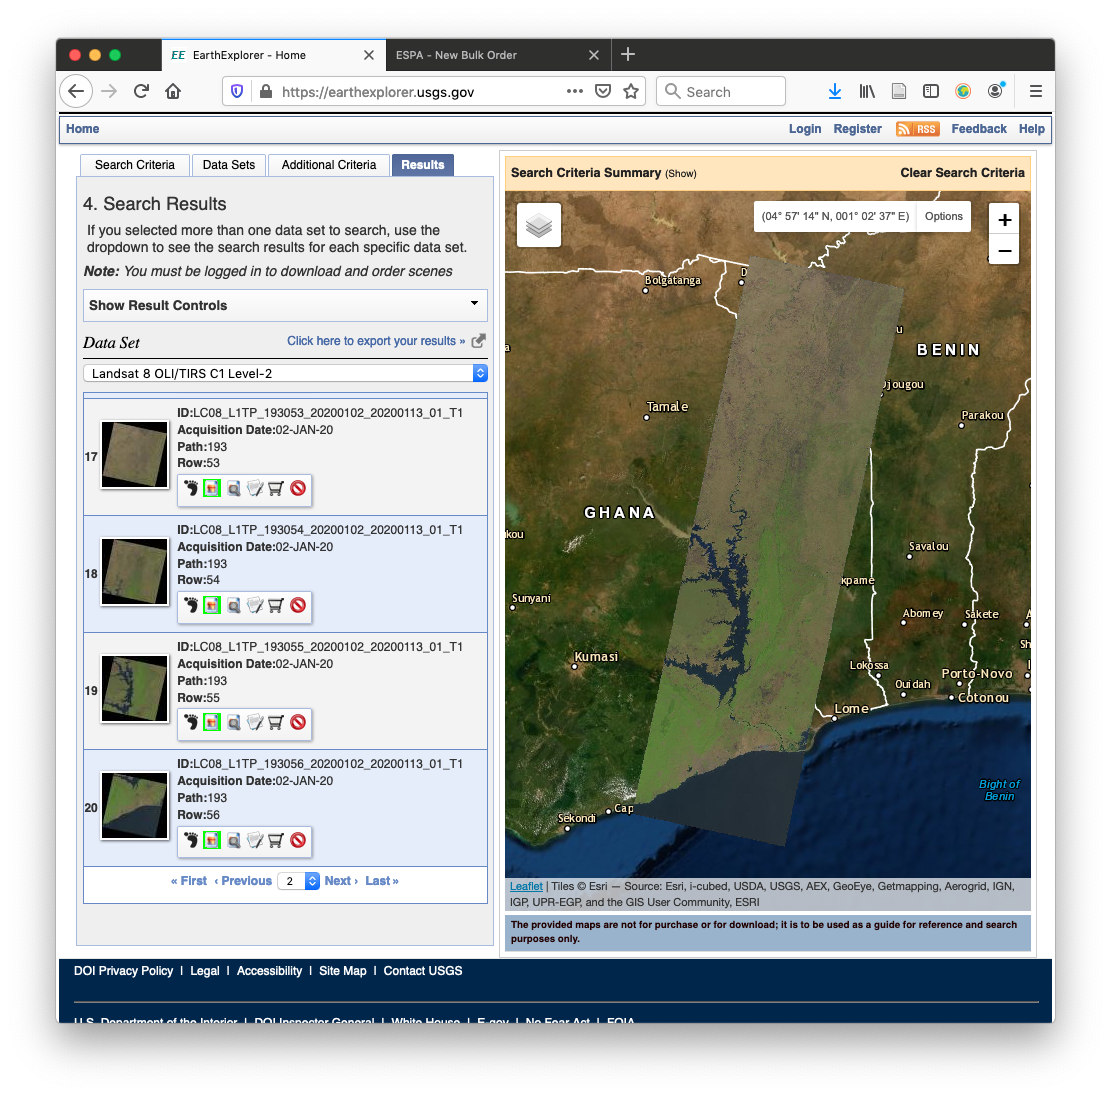 EE EarthExplorer - Home
ESPA - New Bulk Order
https://earthexplorer.usgs.gov
Search
Home
Login Register RSS Feedback Help
Search Criteria Data Sets Additional Criteria Results
4. Search Results
If you selected more than one data set to search, use the
dropdown to see the search results for each specific data set.
Note: You must be logged in to download and order scenes
Show Result Controls
Data Set
Click here to export your results »
Landsat 8 OLI/TIRS C1 Level-2
17
ID:LC08_L1TP_193053_20200102_20200113_01_T1
Acquisition Date:02-JAN-20
Path:193
Row:53
18
ID:LC08_L1TP_193054_20200102_20200113_01_T1
Acquisition Date:02-JAN-20
Path:193
Row:54
19
ID:LC08_L1TP_193055_20200102_20200113_01_T1
Acquisition Date:02-JAN-20
Path:193
Row:55
20
ID:LC08_L1TP_193056_20200102_20200113_01_T1
Acquisition Date:02-JAN-20
Path:193
Row:56
« First ‹ Previous 2 Next › Last »
Search Criteria Summary (Show)
Clear Search Criteria
(04° 57' 14" N, 001° 02' 37" E) Options
+
−
Bolgatanga
D
u
a
BENIN
Djougou
Tamale
Parakou
GHANA
kou
Savalou
kpame
Sunyani
Abomey
Sakete
A
Sh
Kumasi
Lokossa
I
Porto-Novo
Ouidah
Cotonou
Lome
Bight of
Benin
Cap
Sekondi
Leaflet | Tiles © Esri — Source: Esri, i-cubed, USDA, USGS, AEX, GeoEye, Getmapping, Aerogrid, IGN,
IGP, UPR-EGP, and the GIS User Community, ESRI
The provided maps are not for purchase or for download; it is to be used as a guide for reference and search
purposes only.
DOI Privacy Policy | Legal | Accessibility | Site Map | Contact USGS
U.S. Department of the Interior | DOI Inspector General | White House | E-gov | No Fear Act | FOIA